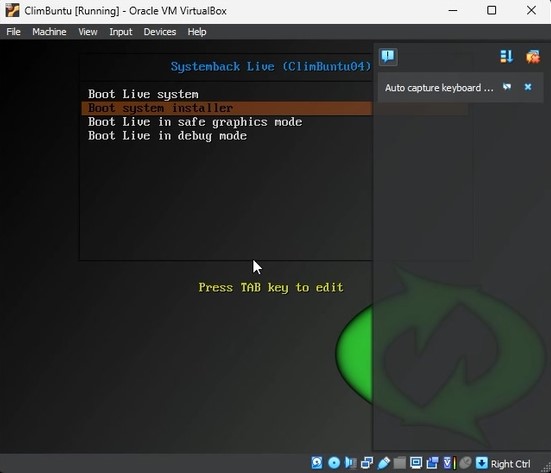 ClimBuntu [Running] - Oracle VM VirtualBox
File Machine View Input Devices Help
Systemback Live (ClimBuntu04)
Auto capture keyboard ...
Boot Live system
Boot system installer
Boot Live in safe graphics mode
Boot Live in debug mode
Press TAB key to edit
Right Ctrl